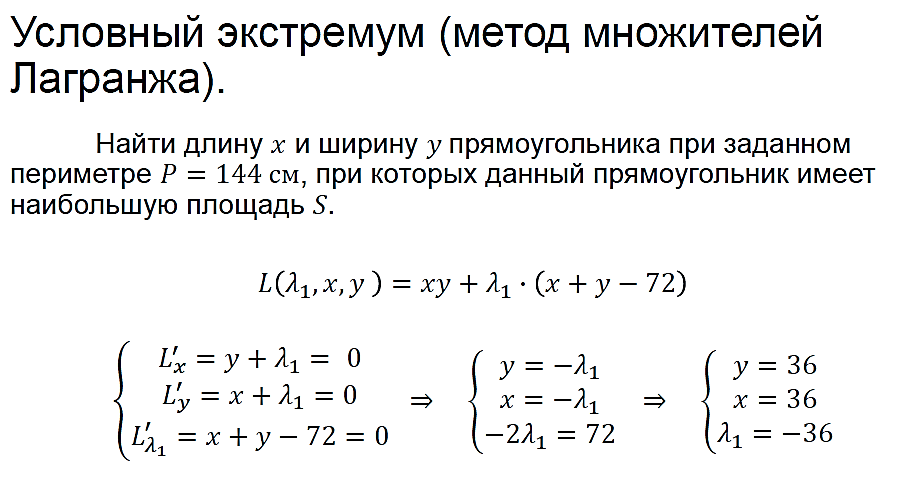 Условный экстремум (метод множителей
Лагранжа).
Найти длину x и ширину y прямоугольника при заданном
периметре P = 144 см, при которых данный прямоугольник имеет
наибольшую площадь S.
L(λ₁, x, y ) = xy + λ₁ · (x + y − 72)
L′ₓ = y + λ₁ = 0
L′_y = x + λ₁ = 0
L′_λ₁ = x + y − 72 = 0
⇒
y = −λ₁
x = −λ₁
−2λ₁ = 72
⇒
y = 36
x = 36
λ₁ = −36